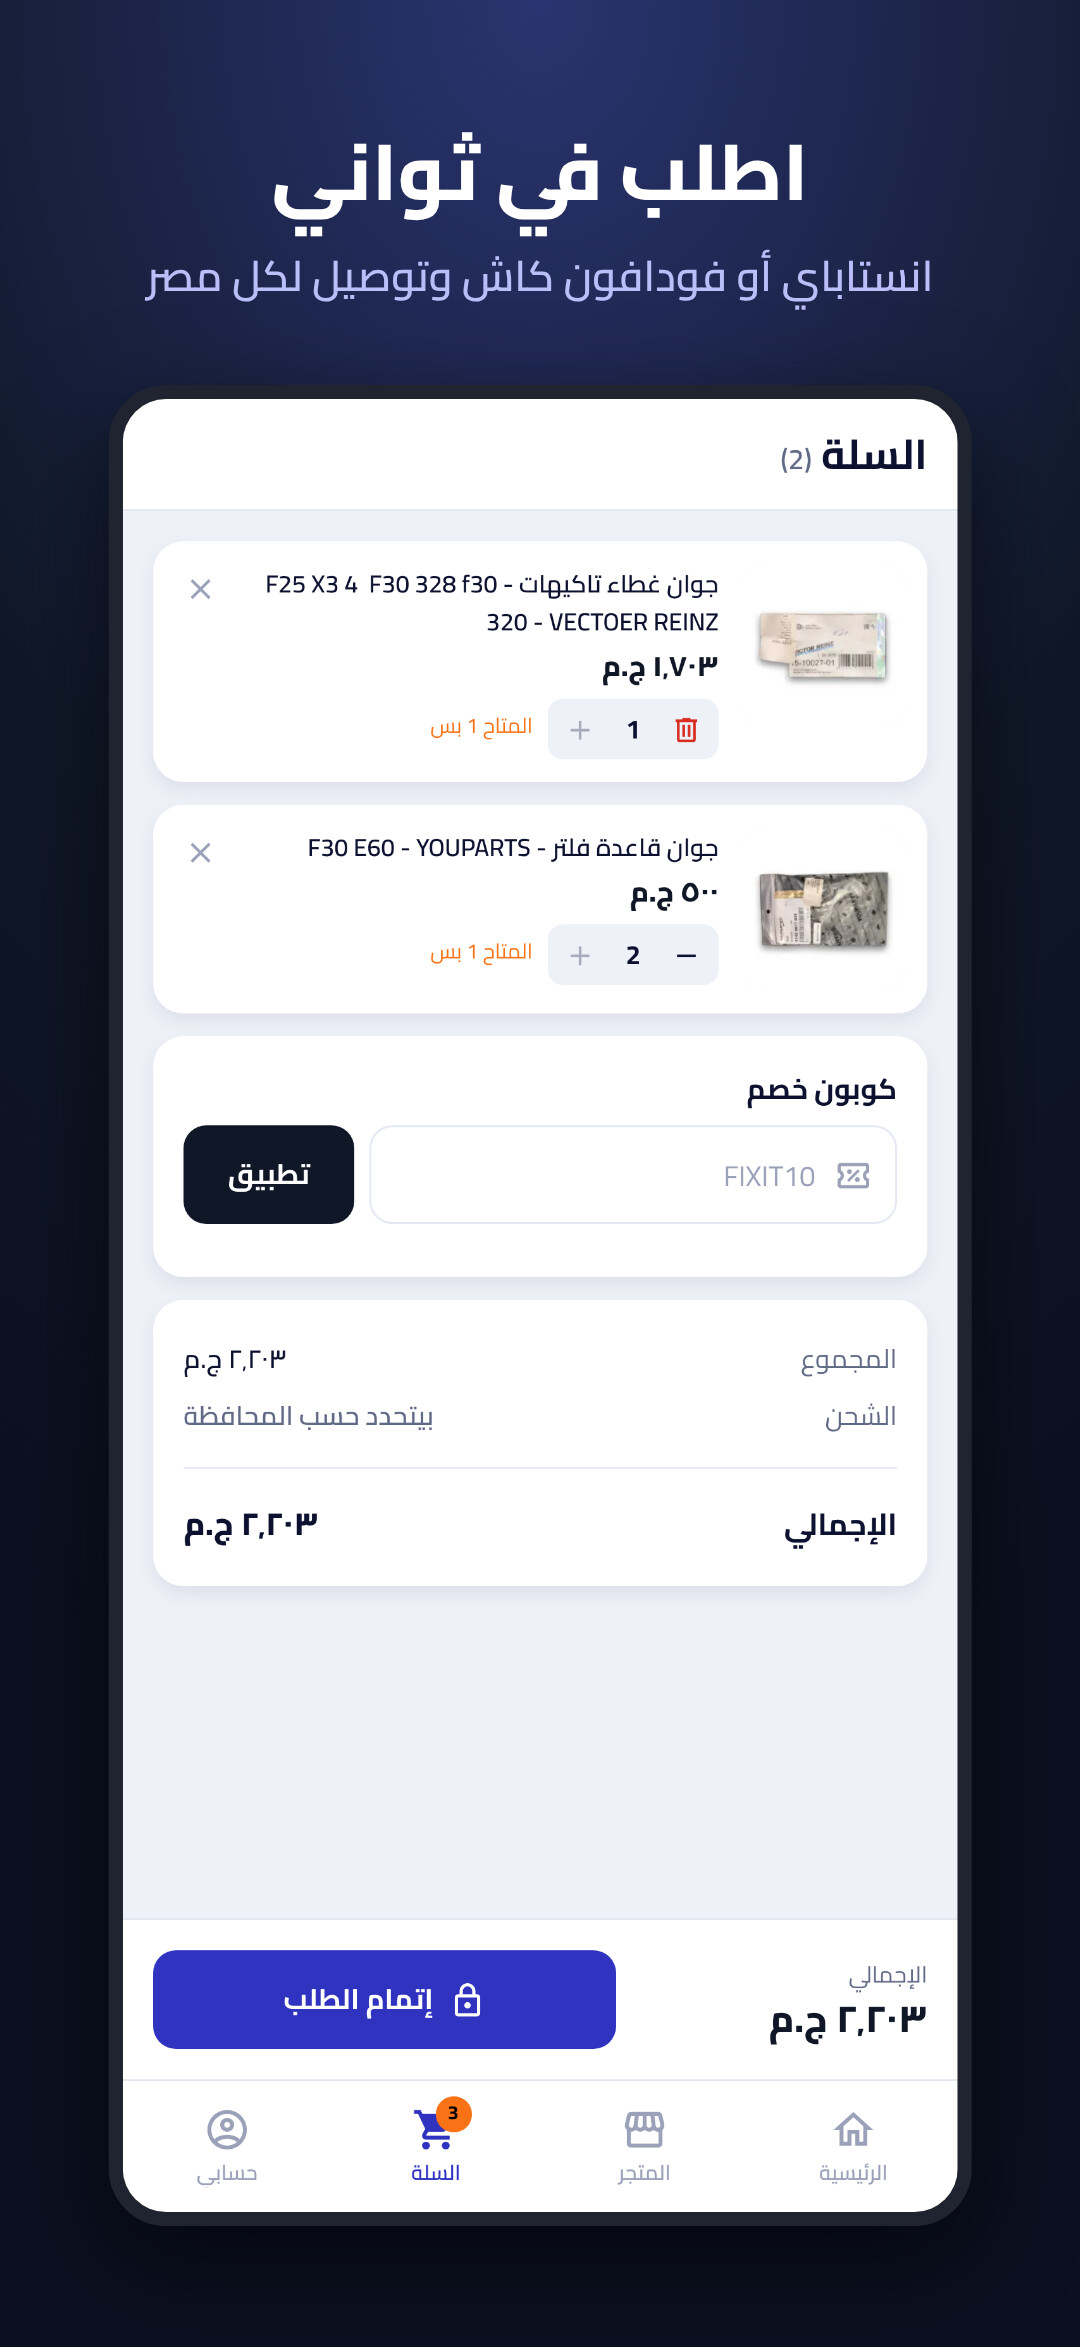 اطلب في ثواني
انستاباي أو فودافون كاش وتوصيل لكل مصر
السلة (2)
جوان غطاء تاكيهات - F25 X3 4 F30 328 f30
320 - VECTOER REINZ
١,٧٠٣ ج.م
1
المتاح 1 بس
5-10027-01
جوان قاعدة فلتر - F30 E60 - YOUPARTS
٥٠٠ ج.م
2
المتاح 1 بس
كوبون خصم
FIXIT10
تطبيق
المجموع ٢,٢٠٣ ج.م
الشحن بيتحدد حسب المحافظة
الإجمالي ٢,٢٠٣ ج.م
الإجمالي
٢,٢٠٣ ج.م
إتمام الطلب
الرئيسية
المتجر
3
السلة
حسابي